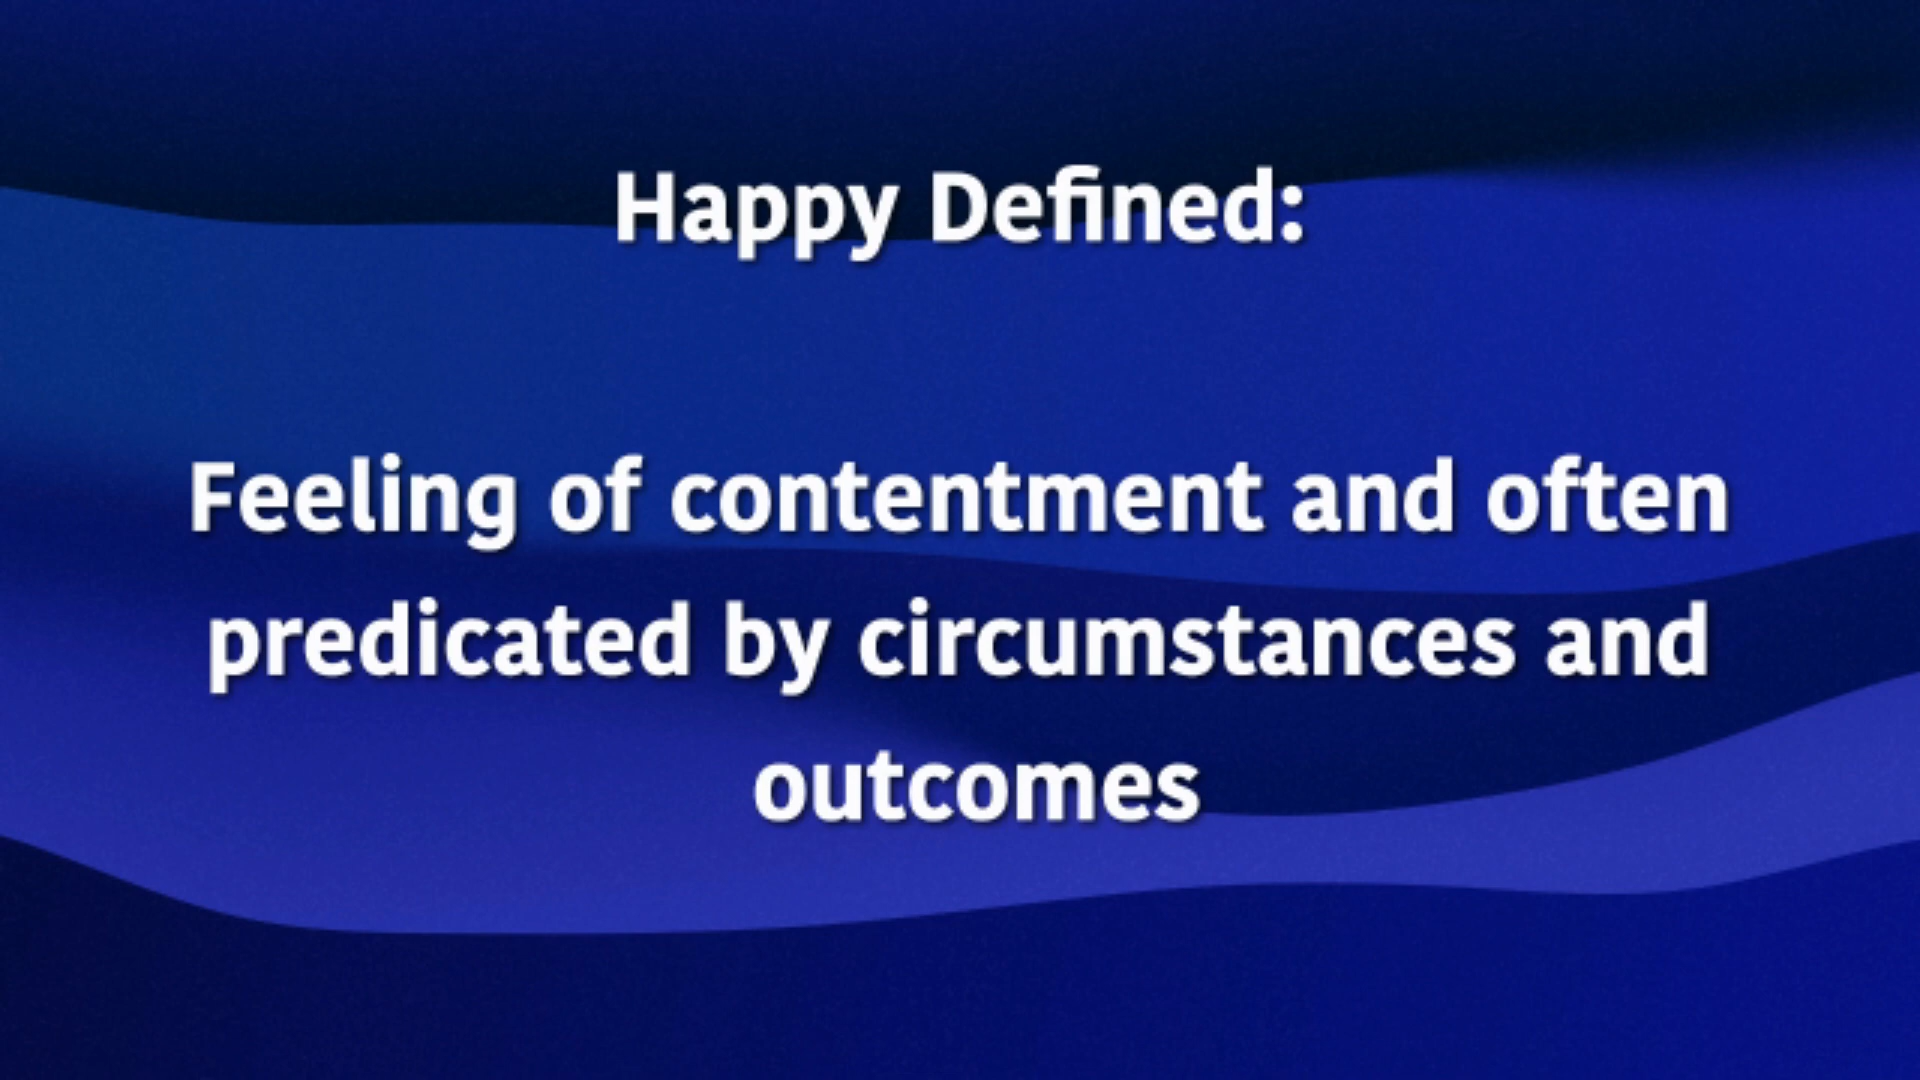 Happy Defined:
Feeling of contentment and often
predicated by circumstances and
outcomes